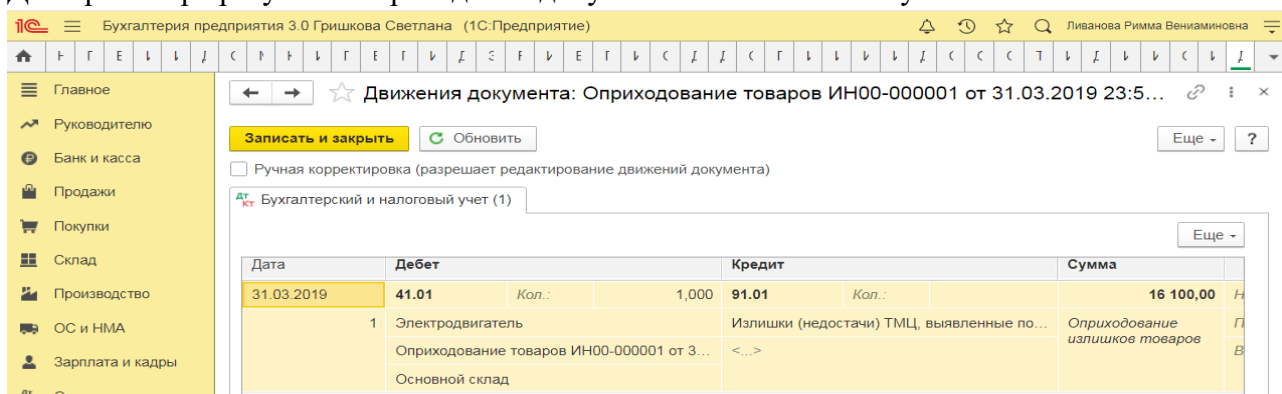 1С Бухгалтерия предприятия 3.0 Гришкова Светлана (1С:Предприятие) Ливанова Римма Вениаминовна
Главное
Движения документа: Оприходование товаров ИН00-000001 от 31.03.2019 23:5...
Руководителю
Записать и закрыть Обновить Еще ?
Банк и касса
Ручная корректировка (разрешает редактирование движений документа)
Продажи
Дт Кт Бухгалтерский и налоговый учет (1)
Покупки
Еще
Склад
Дата Дебет Кредит Сумма
Производство
31.03.2019 41.01 Кол.: 1,000 91.01 Кол.: 16 100,00 Н
ОС и НМА
1 Электродвигатель Излишки (недостачи) ТМЦ, выявленные по... Оприходование излишков товаров П
Зарплата и кадры
Оприходование товаров ИН00-000001 от 3... <...> В
Основной склад